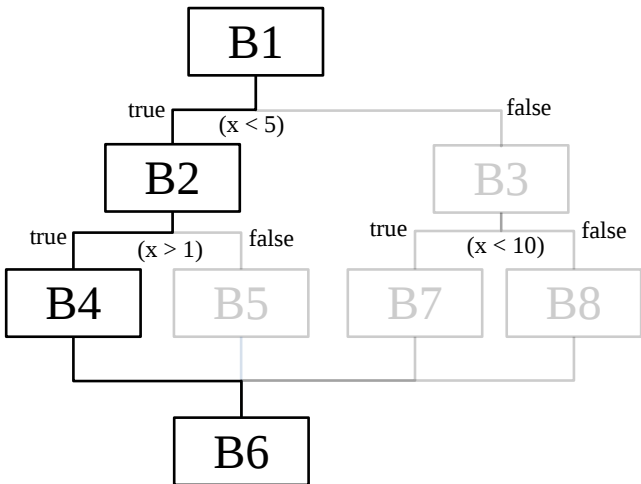 B1
true
(x < 5)
false
B2
B3
true
(x > 1)
false
true
(x < 10)
false
B4
B5
B7
B8
B6